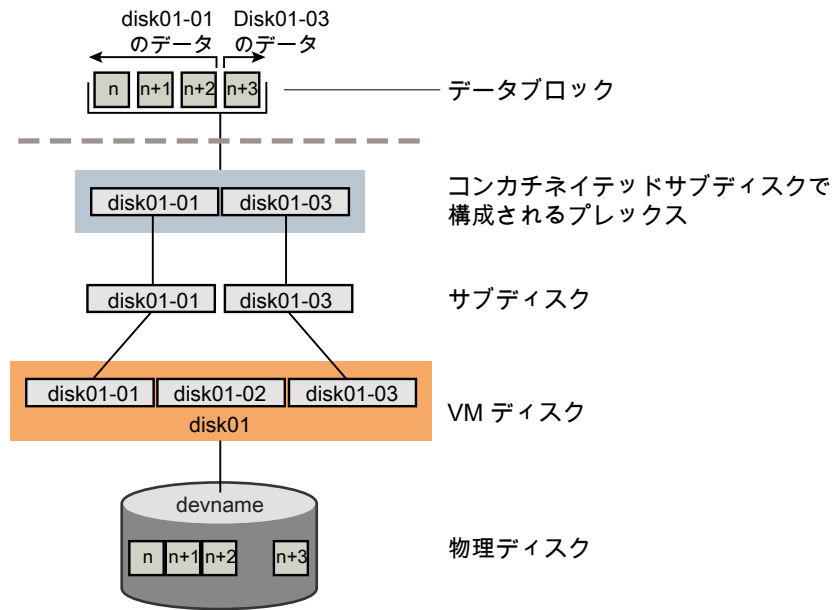 disk01-01
のデータ
Disk01-03
のデータ
n
n+1
n+2
n+3
データブロック
disk01-01
disk01-03
コンカチネイテッドサブディスクで
構成されるプレックス
disk01-01
disk01-03
サブディスク
disk01-01
disk01-02
disk01-03
disk01
VM ディスク
devname
n
n+1
n+2
n+3
物理ディスク